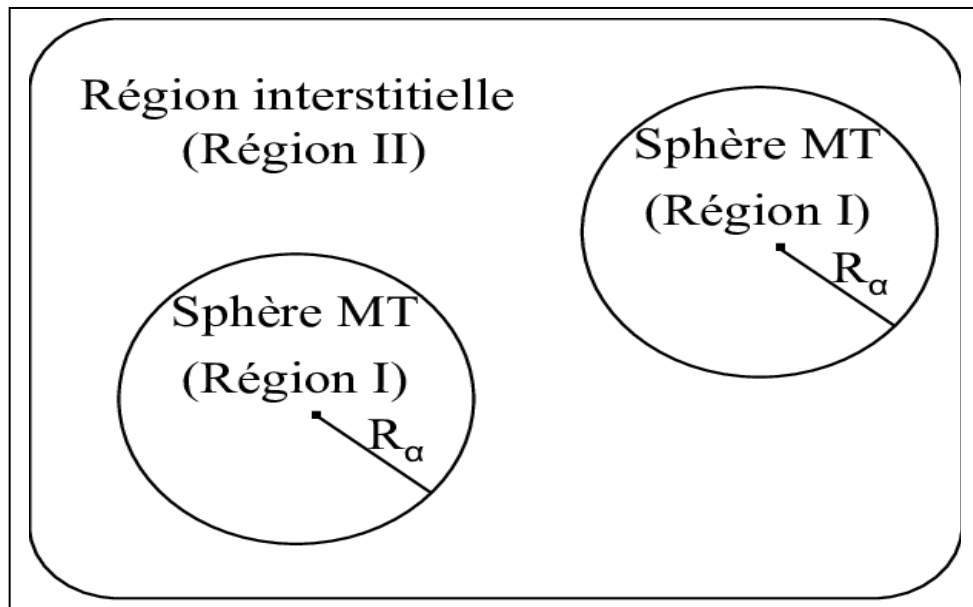 Région interstitielle
(Région II)
Sphère MT
(Région I)
Rα
Sphère MT
(Région I)
Rα